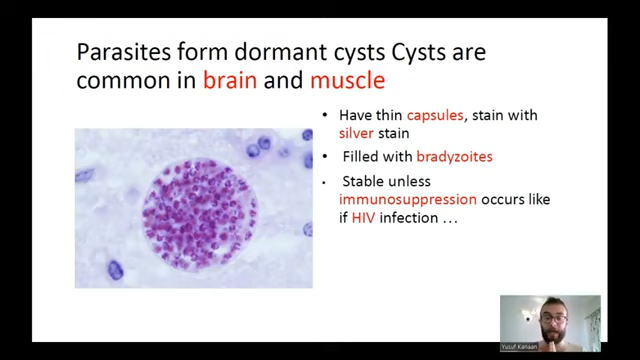 Parasites form dormant cysts Cysts are
common in brain and muscle
• Have thin capsules, stain with
silver stain
• Filled with bradyzoites
• Stable unless
immunosuppression occurs like
if HIV infection ...
Yusuf Kanaan